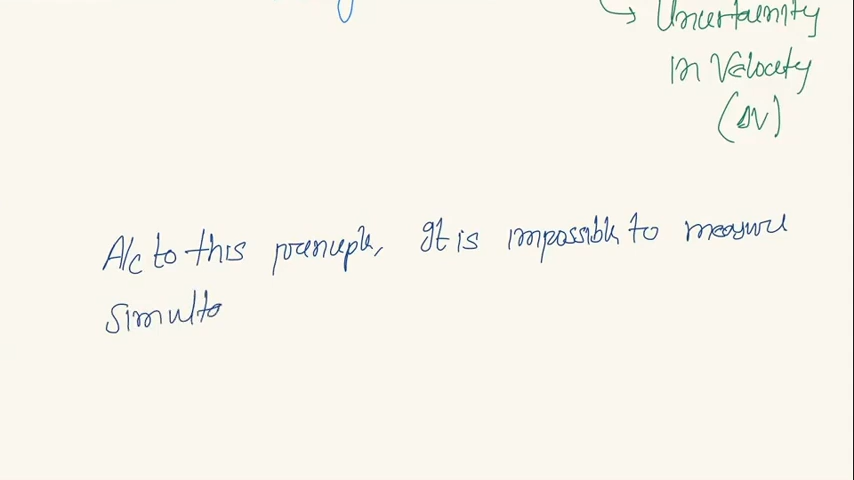 Uncertainity
in Velocity
(ΔV)
A/c to this principle, It is impossible to measure
simulta